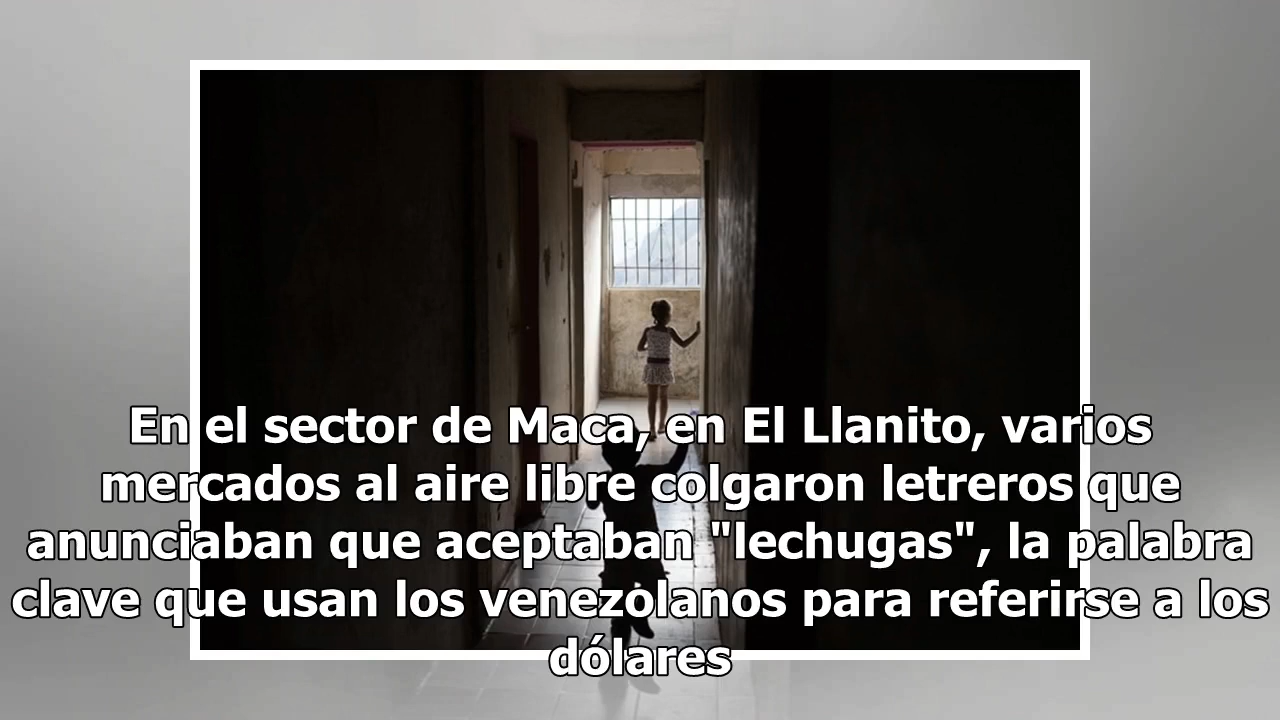 En el sector de Maca, en El Llanito, varios
mercados al aire libre colgaron letreros que
anunciaban que aceptaban "lechugas", la palabra
clave que usan los venezolanos para referirse a los
dólares